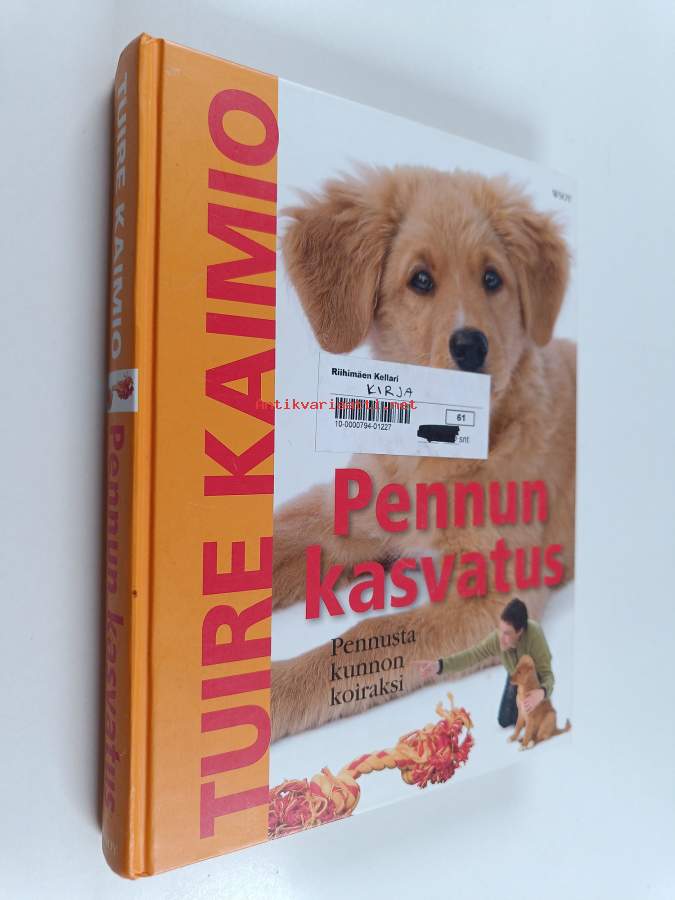 TUIRE KAIMIO
Pennun kasvatus
TUIRE KAIMIO
WSOY
Riihimäen Kellari
KIRJA
Antikvariaatti.net
61
10-0000794-01227
snt
Pennun
kasvatus
Pennusta
kunnon
koiraksi